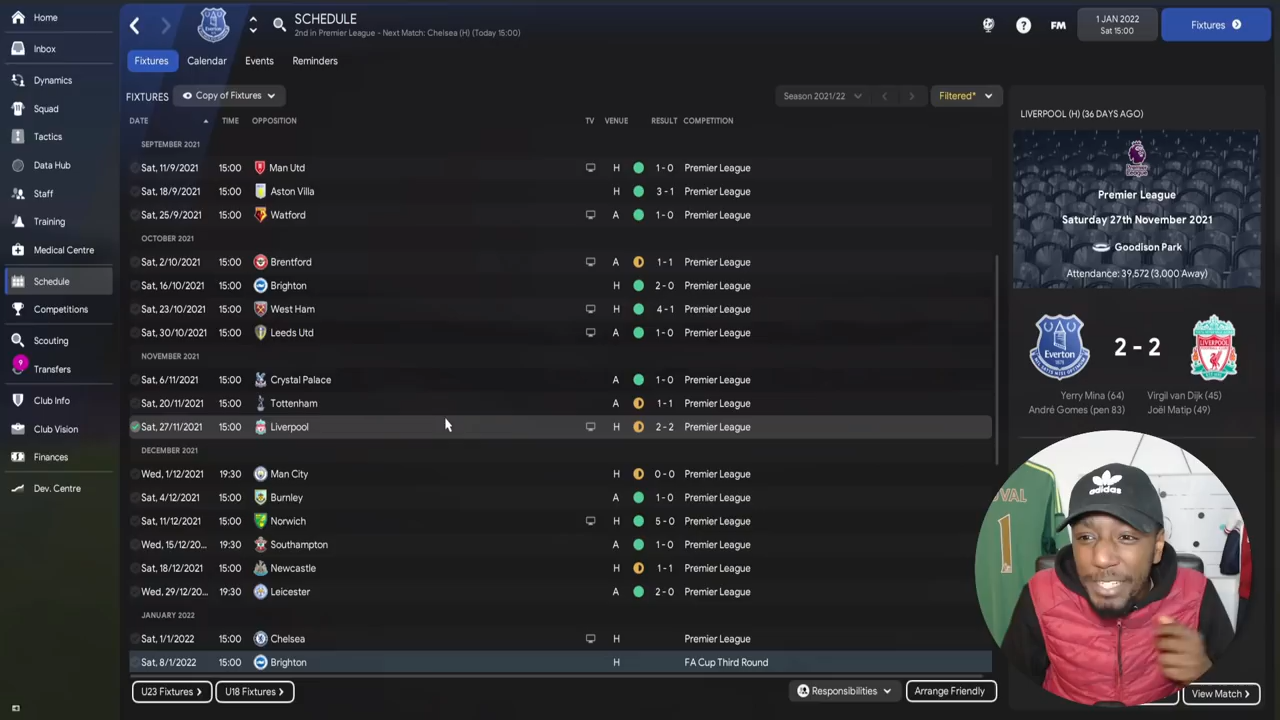 Home
SCHEDULE
2nd in Premier League - Next Match: Chelsea (H) (Today 15:00)
FM
1 JAN 2022
Sat 15:00
Fixtures
Inbox
Dynamics
Squad
Tactics
Data Hub
Staff
Training
Medical Centre
Schedule
Competitions
Scouting
9
Transfers
Club Info
Club Vision
Finances
Dev. Centre
Fixtures Calendar Events Reminders
FIXTURES Copy of Fixtures Season 2021/22 Filtered*
DATE TIME OPPOSITION TV VENUE RESULT COMPETITION
SEPTEMBER 2021
Sat, 11/9/2021 15:00 Man Utd H 1 - 0 Premier League
Sat, 18/9/2021 15:00 Aston Villa H 3 - 1 Premier League
Sat, 25/9/2021 15:00 Watford A 1 - 0 Premier League
OCTOBER 2021
Sat, 2/10/2021 15:00 Brentford A 1 - 1 Premier League
Sat, 16/10/2021 15:00 Brighton H 2 - 0 Premier League
Sat, 23/10/2021 15:00 West Ham H 4 - 1 Premier League
Sat, 30/10/2021 15:00 Leeds Utd A 1 - 0 Premier League
NOVEMBER 2021
Sat, 6/11/2021 15:00 Crystal Palace A 1 - 0 Premier League
Sat, 20/11/2021 15:00 Tottenham A 1 - 1 Premier League
Sat, 27/11/2021 15:00 Liverpool H 2 - 2 Premier League
DECEMBER 2021
Wed, 1/12/2021 19:30 Man City H 0 - 0 Premier League
Sat, 4/12/2021 15:00 Burnley A 1 - 0 Premier League
Sat, 11/12/2021 15:00 Norwich H 5 - 0 Premier League
Wed, 15/12/20... 19:30 Southampton A 1 - 0 Premier League
Sat, 18/12/2021 15:00 Newcastle H 1 - 1 Premier League
Wed, 29/12/20... 19:30 Leicester A 2 - 0 Premier League
JANUARY 2022
Sat, 1/1/2022 15:00 Chelsea H Premier League
Sat, 8/1/2022 15:00 Brighton H FA Cup Third Round
U23 Fixtures > U18 Fixtures > Responsibilities Arrange Friendly
LIVERPOOL (H) (36 DAYS AGO)
Premier League
Saturday 27th November 2021
Goodison Park
Attendance: 39,572 (3,000 Away)
Everton
2 - 2
Yerry Mina (64) Virgil van Dijk (45)
André Gomes (pen 83) Joël Matip (49)
adidas
1
View Match >